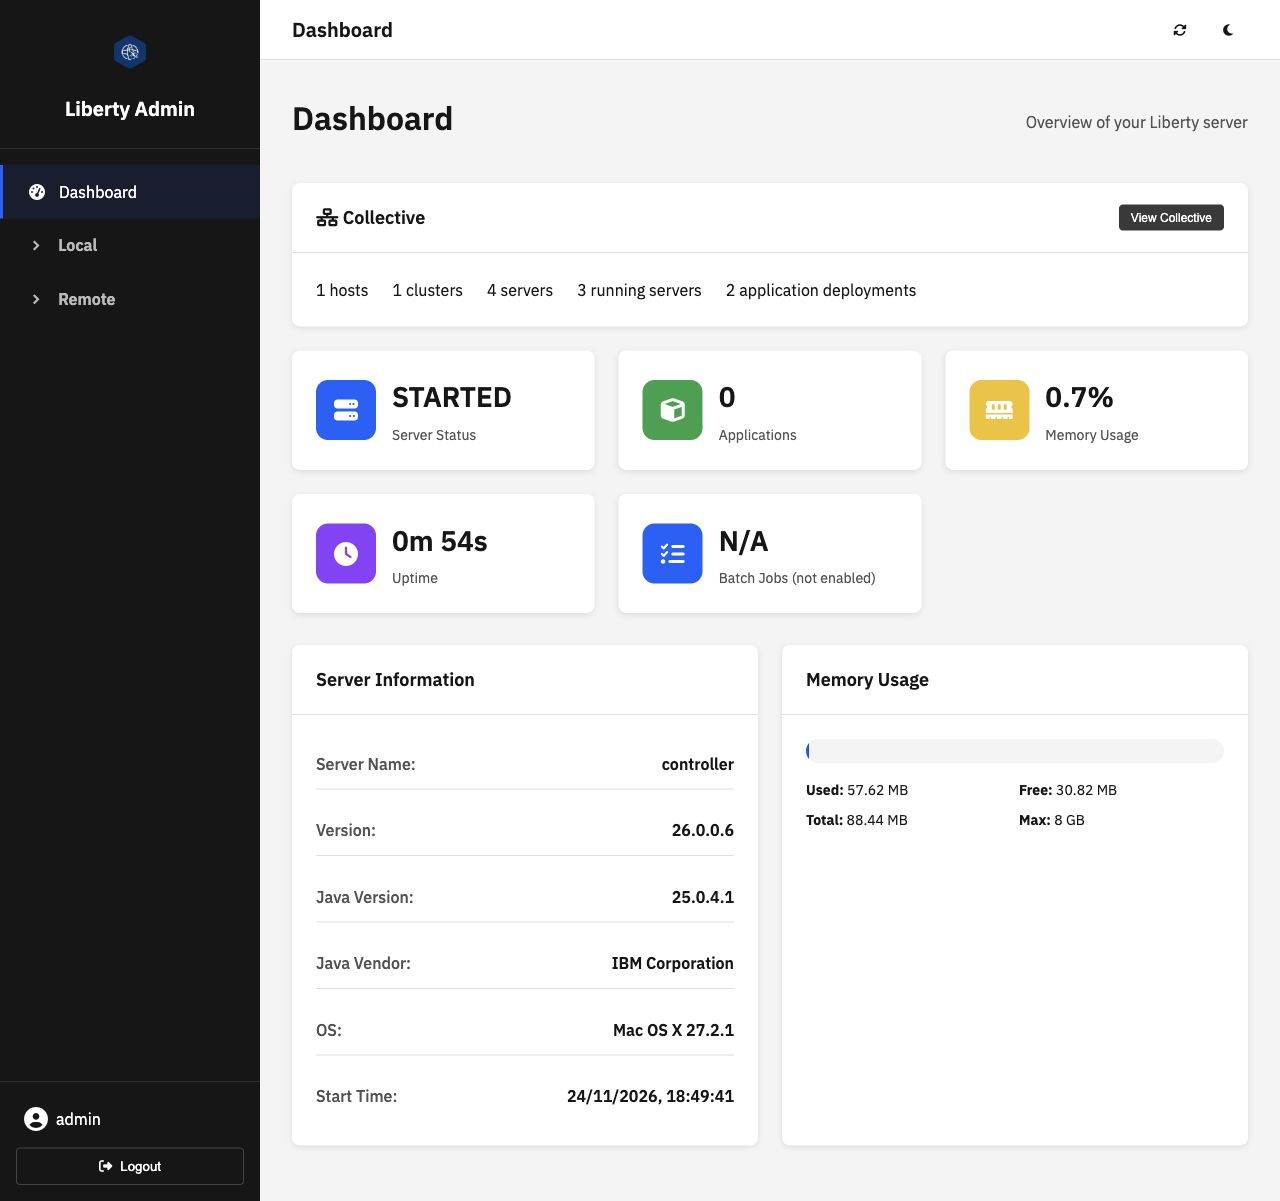 Liberty Admin
Dashboard
Local
Remote
admin
Logout
Dashboard
Dashboard
Overview of your Liberty server
Collective
View Collective
1 hosts 1 clusters 4 servers 3 running servers 2 application deployments
STARTED
Server Status
0
Applications
0.7%
Memory Usage
0m 54s
Uptime
N/A
Batch Jobs (not enabled)
Server Information
Server Name: controller
Version: 26.0.0.6
Java Version: 25.0.4.1
Java Vendor: IBM Corporation
OS: Mac OS X 27.2.1
Start Time: 24/11/2026, 18:49:41
Memory Usage
Used: 57.62 MB Free: 30.82 MB
Total: 88.44 MB Max: 8 GB